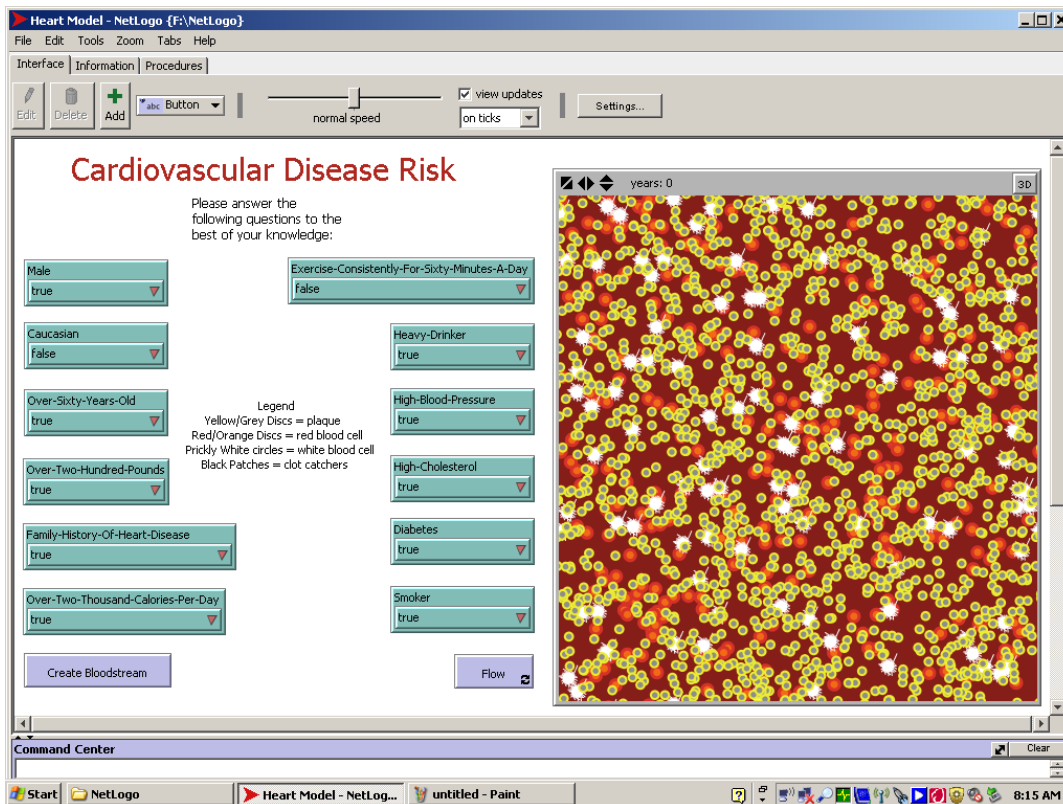 Heart Model - NetLogo {F:\NetLogo}
File Edit Tools Zoom Tabs Help
Interface Information Procedures
Edit Delete Add abc Button normal speed view updates on ticks Settings...
Cardiovascular Disease Risk
Please answer the
following questions to the
best of your knowledge:
years: 0 3D
Male
true
Exercise-Consistently-For-Sixty-Minutes-A-Day
false
Caucasian
false
Heavy-Drinker
true
Over-Sixty-Years-Old
true
High-Blood-Pressure
true
Legend
Yellow/Grey Discs = plaque
Red/Orange Discs = red blood cell
Prickly White circles = white blood cell
Black Patches = clot catchers
Over-Two-Hundred-Pounds
true
High-Cholesterol
true
Family-History-Of-Heart-Disease
true
Diabetes
true
Over-Two-Thousand-Calories-Per-Day
true
Smoker
true
Create Bloodstream
Flow
Command Center Clear
Start NetLogo Heart Model - NetLog... untitled - Paint 8:15 AM